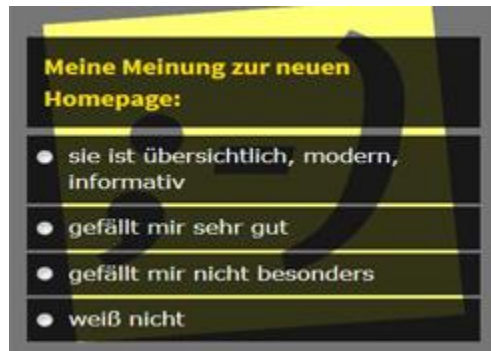 Meine Meinung zur neuen
Homepage:
sie ist übersichtlich, modern,
informativ
gefällt mir sehr gut
gefällt mir nicht besonders
weiß nicht